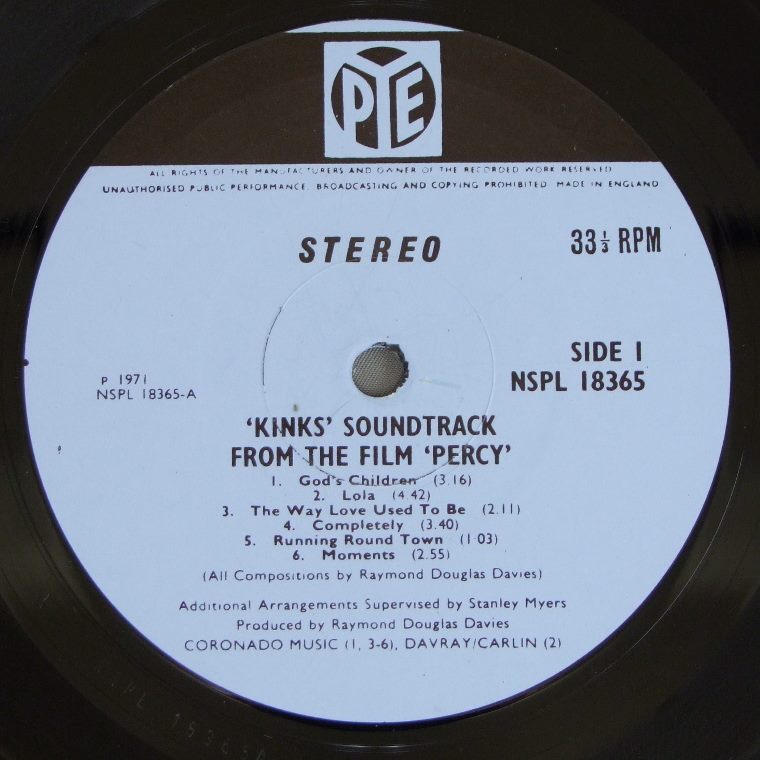 PYE
ALL RIGHTS OF THE MANUFACTURERS AND OWNER OF THE RECORDED WORK RESERVED
UNAUTHORISED PUBLIC PERFORMANCE. BROADCASTING AND COPYING PROHIBITED MADE IN ENGLAND
STEREO
33⅓ RPM
SIDE 1
NSPL 18365
P 1971
NSPL 18365-A
'KINKS' SOUNDTRACK
FROM THE FILM 'PERCY'
1. God's Children (3.16)
2. Lola (4.42)
3. The Way Love Used To Be (2.11)
4. Completely (3.40)
5. Running Round Town (1.03)
6. Moments (2.55)
(All Compositions by Raymond Douglas Davies)
Additional Arrangements Supervised by Stanley Myers
Produced by Raymond Douglas Davies
CORONADO MUSIC (1, 3-6), DAVRAY/CARLIN (2)